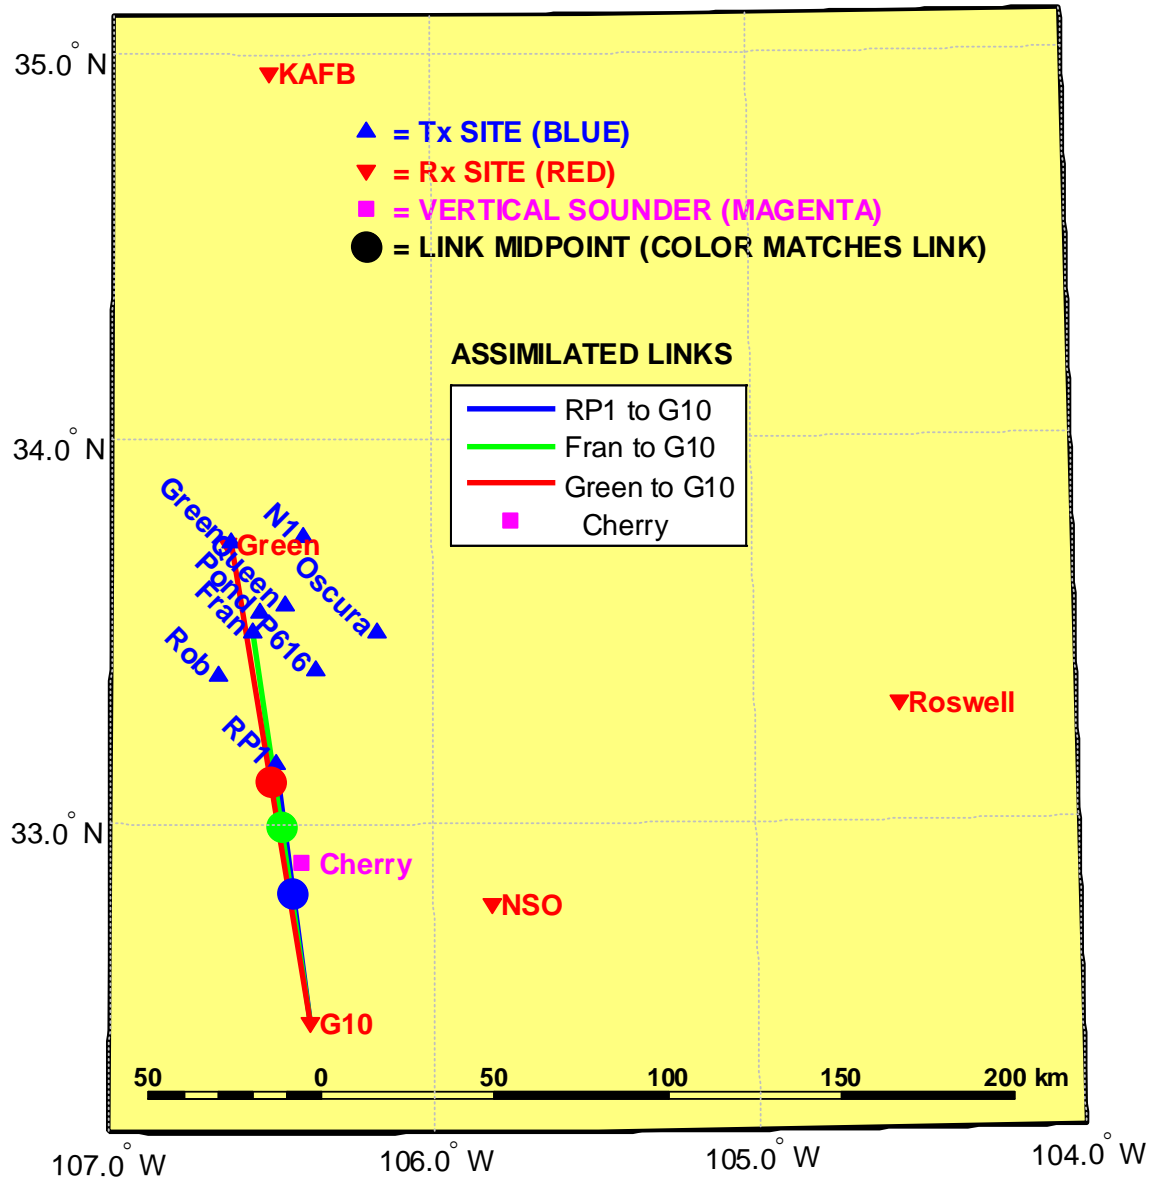 35.0° N
KAFB
= Tx SITE (BLUE)
= Rx SITE (RED)
= VERTICAL SOUNDER (MAGENTA)
= LINK MIDPOINT (COLOR MATCHES LINK)
ASSIMILATED LINKS
RP1 to G10
Fran to G10
Green to G10
Cherry
34.0° N
Green
N1
Green
Queen
Oscura
Pond
Fran
P616
Rob
Roswell
RP1
33.0° N
Cherry
NSO
G10
50 0 50 100 150 200 km
107.0° W 106.0° W 105.0° W 104.0° W